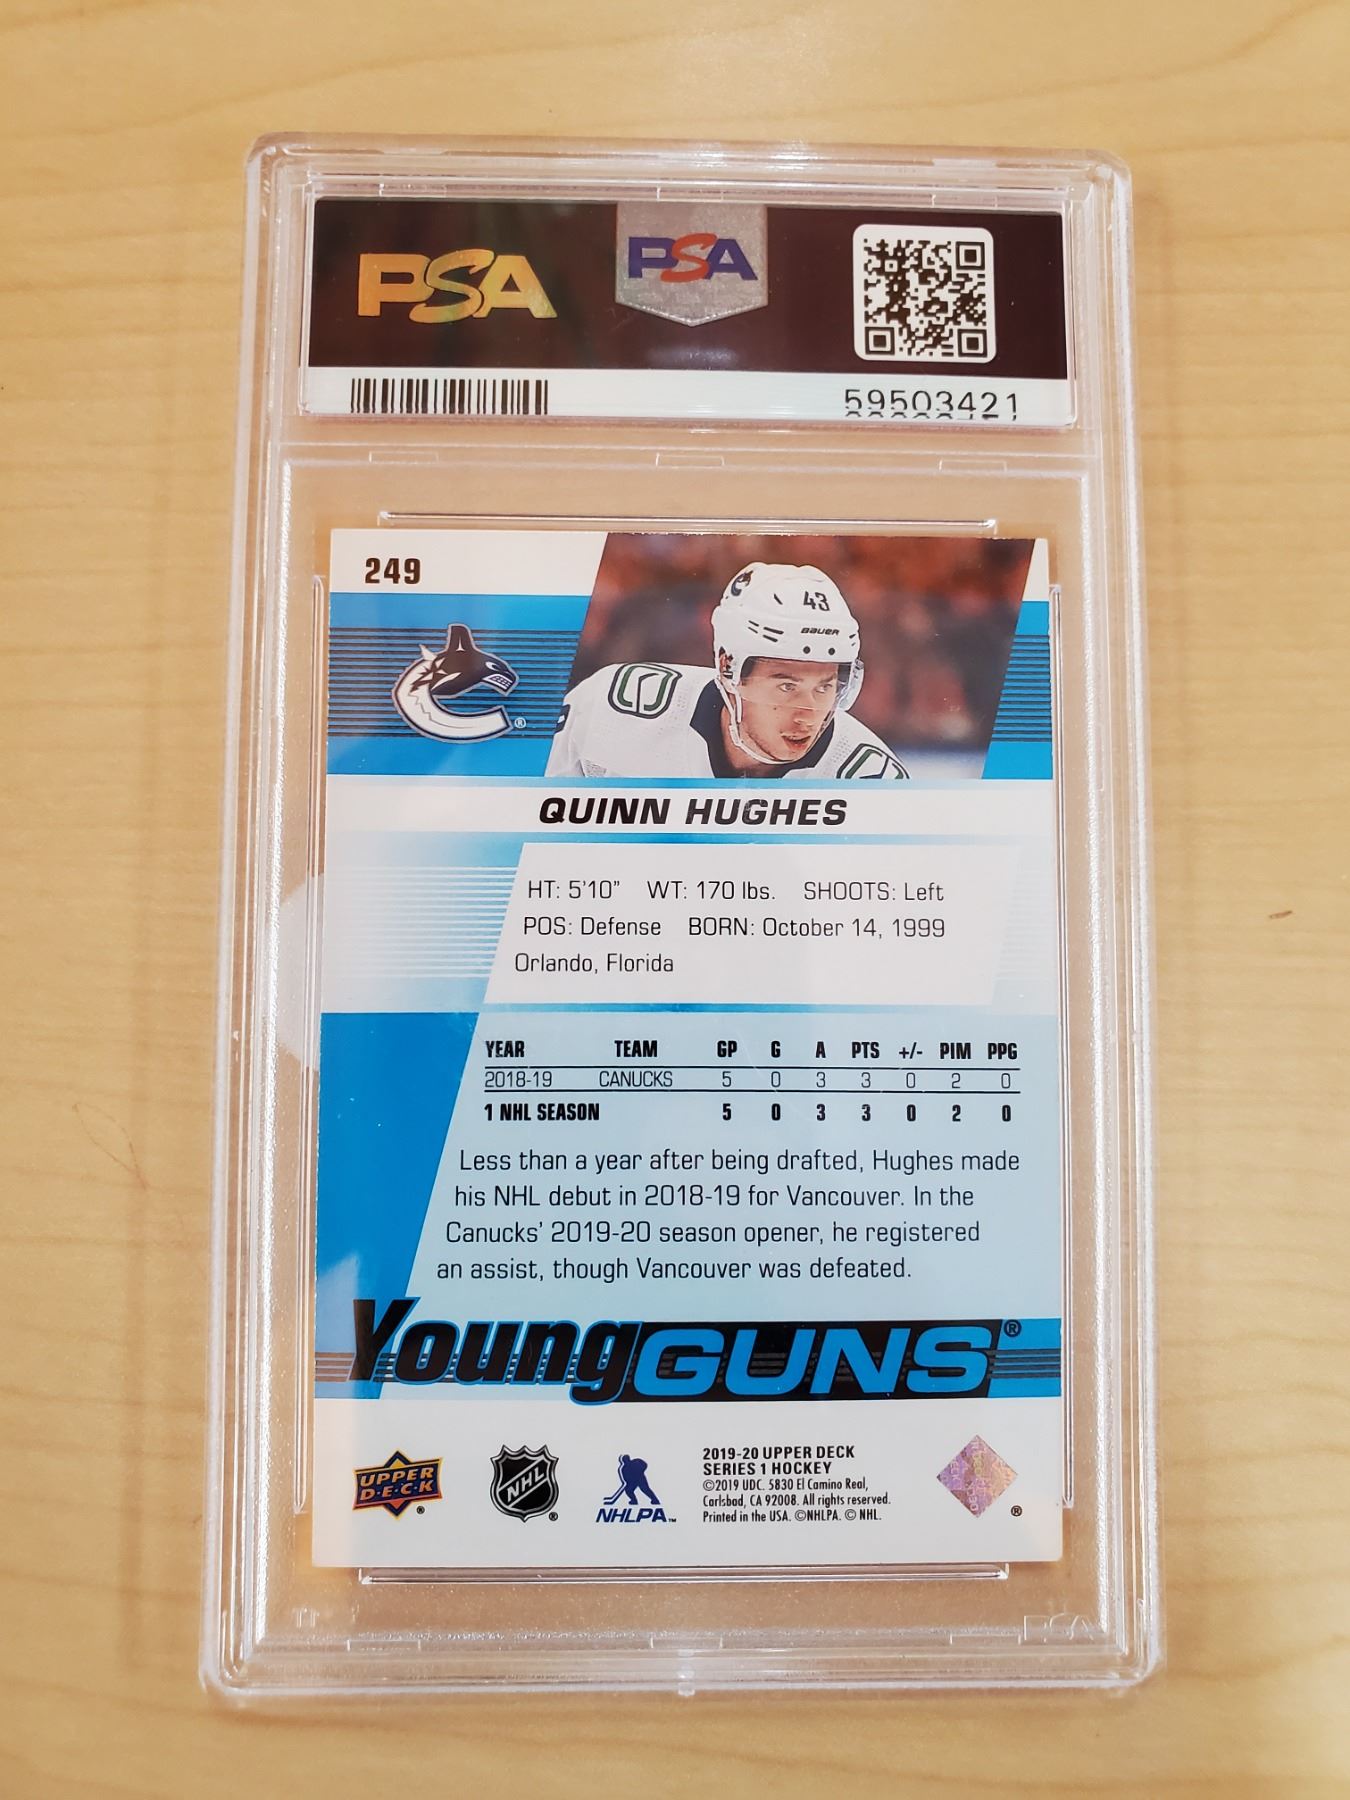 PSA
PSA
59503421
249
43
BAUER
®
QUINN HUGHES
HT: 5'10" WT: 170 lbs. SHOOTS: Left
POS: Defense BORN: October 14, 1999
Orlando, Florida
YEAR TEAM GP G A PTS +/- PIM PPG
2018-19 CANUCKS 5 0 3 3 0 2 0
1 NHL SEASON 5 0 3 3 0 2 0
Less than a year after being drafted, Hughes made
his NHL debut in 2018-19 for Vancouver. In the
Canucks' 2019-20 season opener, he registered
an assist, though Vancouver was defeated.
Young GUNS®
UPPER
D·E·C·K
®
NHL
®
NHLPA™
2019-20 UPPER DECK
SERIES 1 HOCKEY
©2019 UDC. 5830 El Camino Real,
Carlsbad, CA 92008. All rights reserved.
Printed in the USA. ©NHLPA. © NHL.
®
PSA